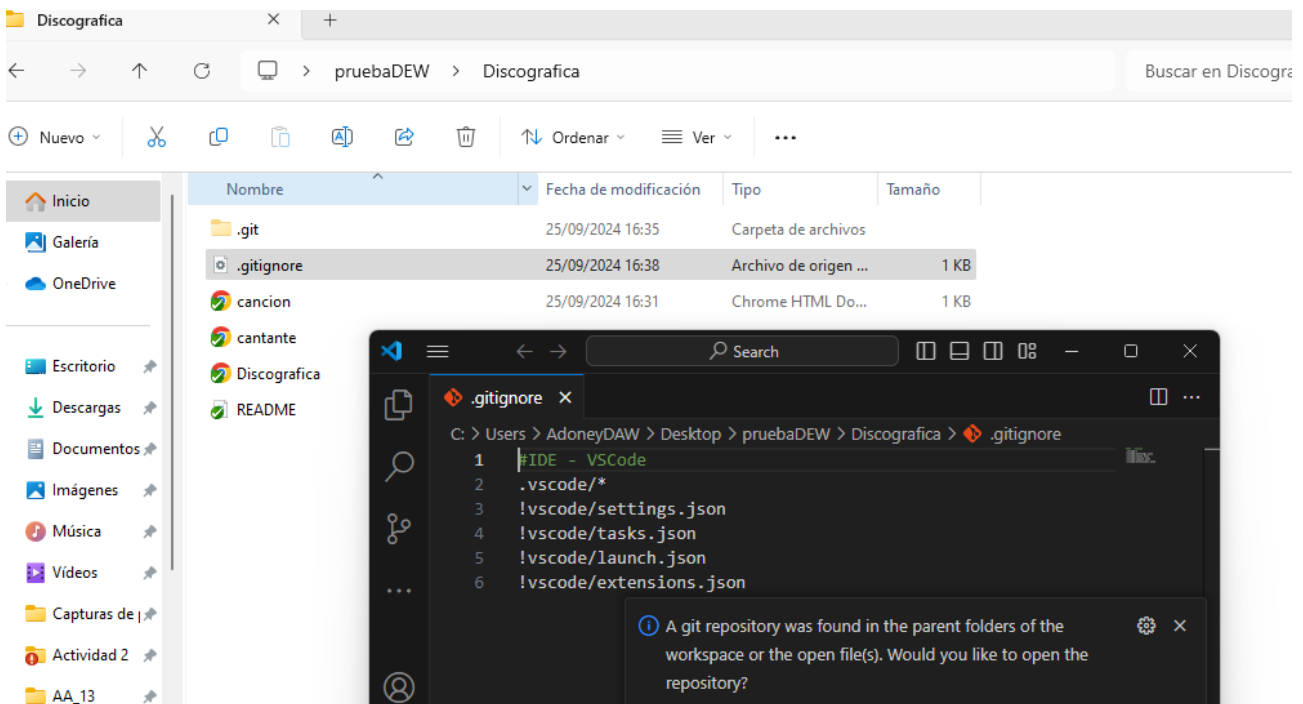 Discografica
pruebaDEW > Discografica
Buscar en Discogra
Nuevo
Ordenar
Ver
Nombre
Fecha de modificación
Tipo
Tamaño
Inicio
Galería
OneDrive
Escritorio
Descargas
Documentos
Imágenes
Música
Vídeos
Capturas de
Actividad 2
AA_13
.git 25/09/2024 16:35 Carpeta de archivos
.gitignore 25/09/2024 16:38 Archivo de origen ... 1 KB
cancion 25/09/2024 16:31 Chrome HTML Do... 1 KB
cantante
Discografica
README
Search
.gitignore
C: > Users > AdoneyDAW > Desktop > pruebaDEW > Discografica > .gitignore
1 #IDE - VSCode
2 .vscode/*
3 !vscode/settings.json
4 !vscode/tasks.json
5 !vscode/launch.json
6 !vscode/extensions.json
A git repository was found in the parent folders of the
workspace or the open file(s). Would you like to open the
repository?